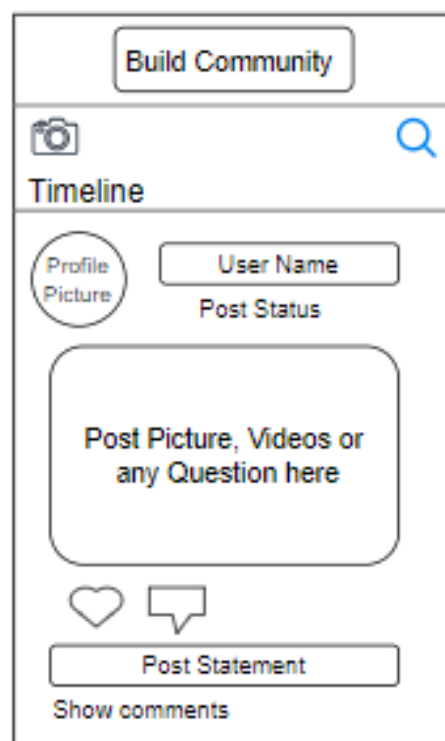 Build Community
Timeline
Profile
Picture
User Name
Post Status
Post Picture, Videos or
any Question here
Post Statement
Show comments